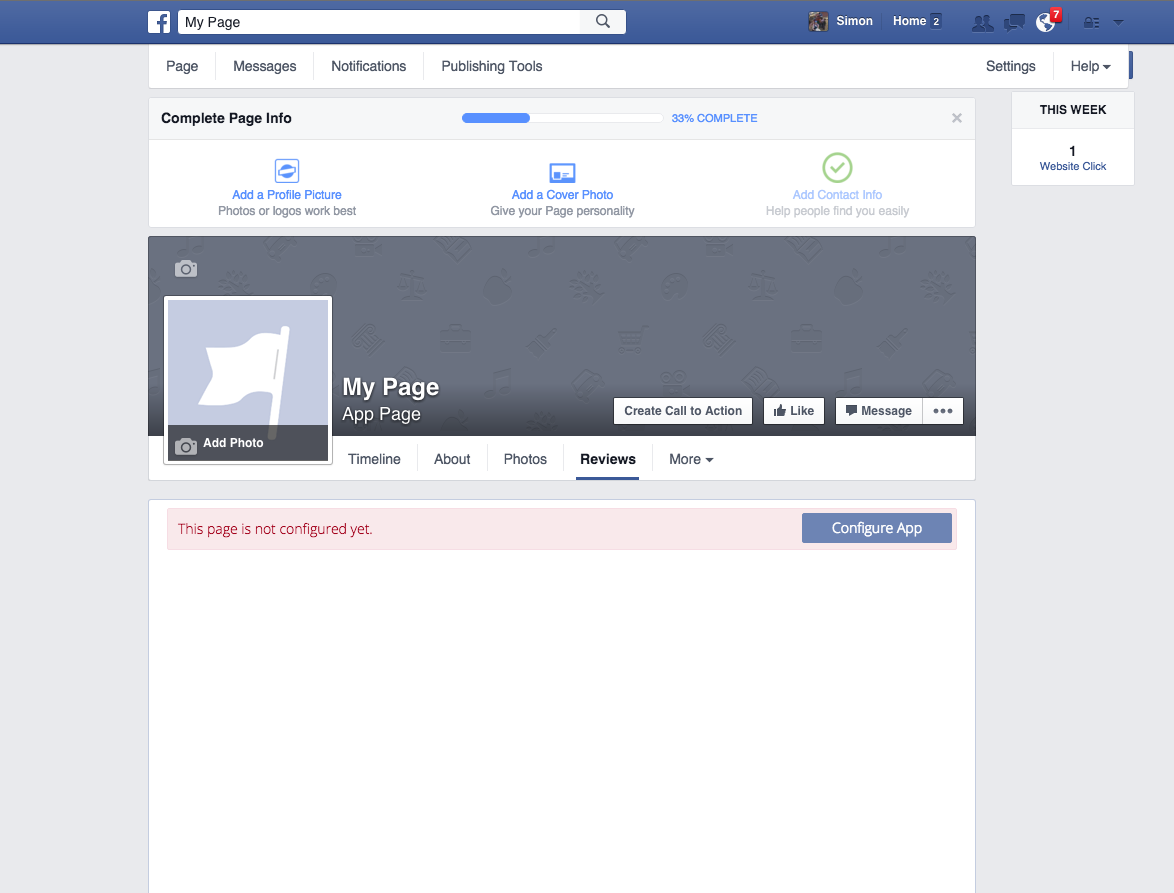 My Page
Simon
Home 2
7
Page
Messages
Notifications
Publishing Tools
Settings
Help
Complete Page Info
33% COMPLETE
THIS WEEK
1
Website Click
Add a Profile Picture
Photos or logos work best
Add a Cover Photo
Give your Page personality
Add Contact Info
Help people find you easily
My Page
App Page
Create Call to Action
Like
Message
Add Photo
Timeline
About
Photos
Reviews
More
This page is not configured yet.
Configure App